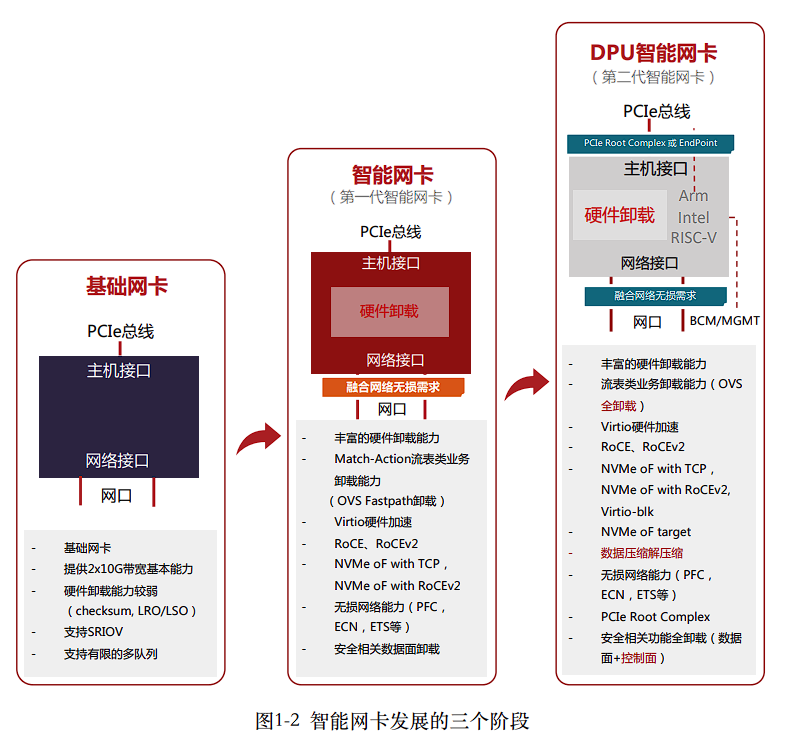 基础网卡
PCIe总线
主机接口
网络接口
网口
- 基础网卡
- 提供2x10G带宽基本能力
- 硬件卸载能力较弱
（checksum, LRO/LSO）
- 支持SRIOV
- 支持有限的多队列
智能网卡
（第一代智能网卡）
PCIe总线
主机接口
硬件卸载
网络接口
融合网络无损需求
网口
- 丰富的硬件卸载能力
- Match-Action流表类业务
卸载能力
（OVS Fastpath卸载）
- Virtio硬件加速
- RoCE、RoCEv2
- NVMe oF with TCP，
NVMe oF with RoCEv2
- 无损网络能力（PFC，
ECN，ETS等）
- 安全相关数据面卸载
DPU智能网卡
（第二代智能网卡）
PCIe总线
PCIe Root Complex 或 EndPoint
主机接口
硬件卸载
Arm
Intel
RISC-V
网络接口
融合网络无损需求
网口
BCM/MGMT
- 丰富的硬件卸载能力
- 流表类业务卸载能力（OVS
全卸载）
- Virtio硬件加速
- RoCE、RoCEv2
- NVMe oF with TCP，
NVMe oF with RoCEv2,
Virtio-blk
- NVMe oF target
- 数据压缩解压缩
- 无损网络能力（PFC，
ECN，ETS等）
- PCIe Root Complex
- 安全相关功能全卸载（数据
面+控制面）
图1-2 智能网卡发展的三个阶段